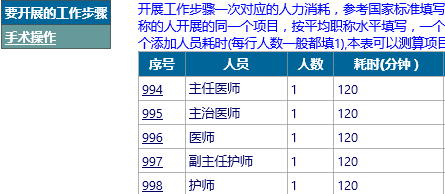 要开展的工作步骤
手术操作
开展工作步骤一次对应的人力消耗，参考国家标准填写
称的人开展的同一个项目，按平均职称水平填写，一个
个添加人员耗时(每行人数一般都填1),本表可以测算项目
序号 人员 人数 耗时(分钟)
994 主任医师 1 120
995 主治医师 1 120
996 医师 1 120
997 副主任护师 1 120
998 护师 1 120